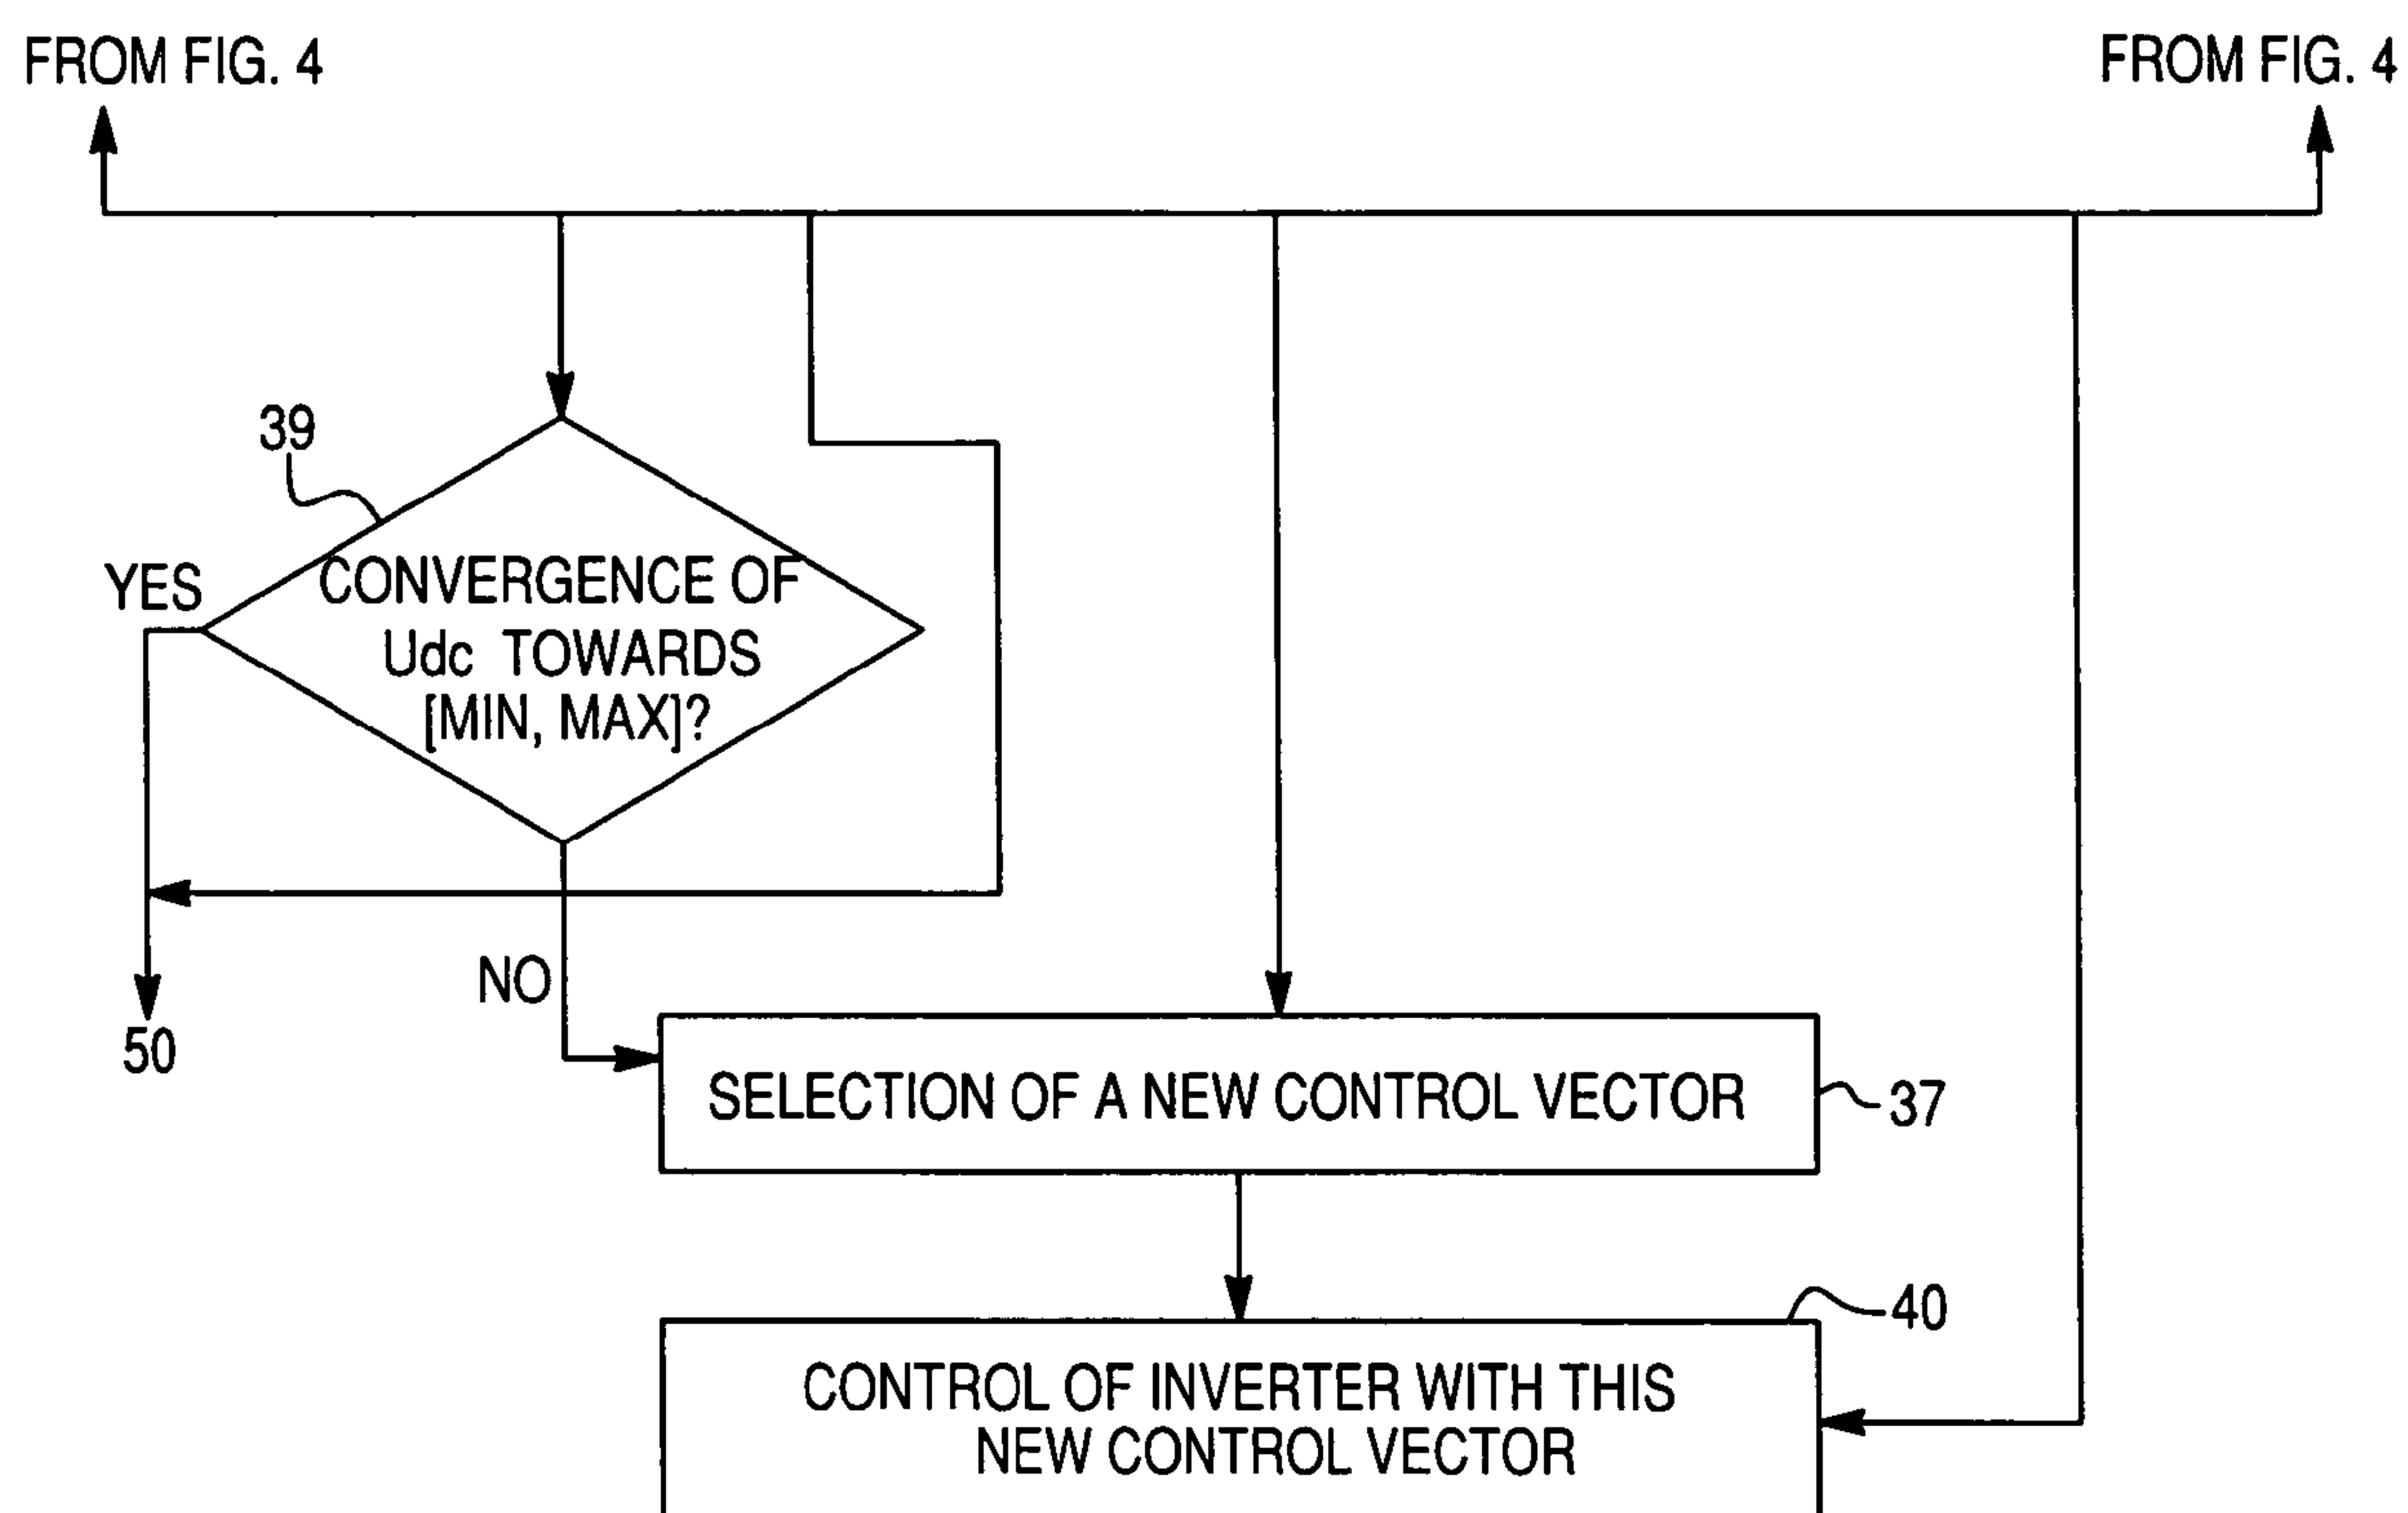 FROM FIG. 4
FROM FIG. 4
39
YES
CONVERGENCE OF
Udc TOWARDS
[MIN, MAX]?
NO
50
SELECTION OF A NEW CONTROL VECTOR
37
40
CONTROL OF INVERTER WITH THIS
NEW CONTROL VECTOR